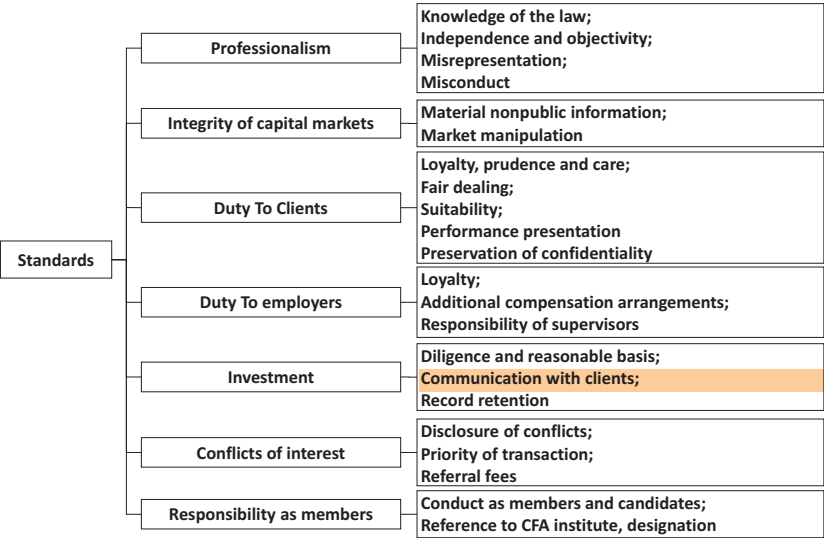 Standards
Professionalism
Knowledge of the law;
Independence and objectivity;
Misrepresentation;
Misconduct
Integrity of capital markets
Material nonpublic information;
Market manipulation
Duty To Clients
Loyalty, prudence and care;
Fair dealing;
Suitability;
Performance presentation
Preservation of confidentiality
Duty To employers
Loyalty;
Additional compensation arrangements;
Responsibility of supervisors
Investment
Diligence and reasonable basis;
Communication with clients;
Record retention
Conflicts of interest
Disclosure of conflicts;
Priority of transaction;
Referral fees
Responsibility as members
Conduct as members and candidates;
Reference to CFA institute, designation